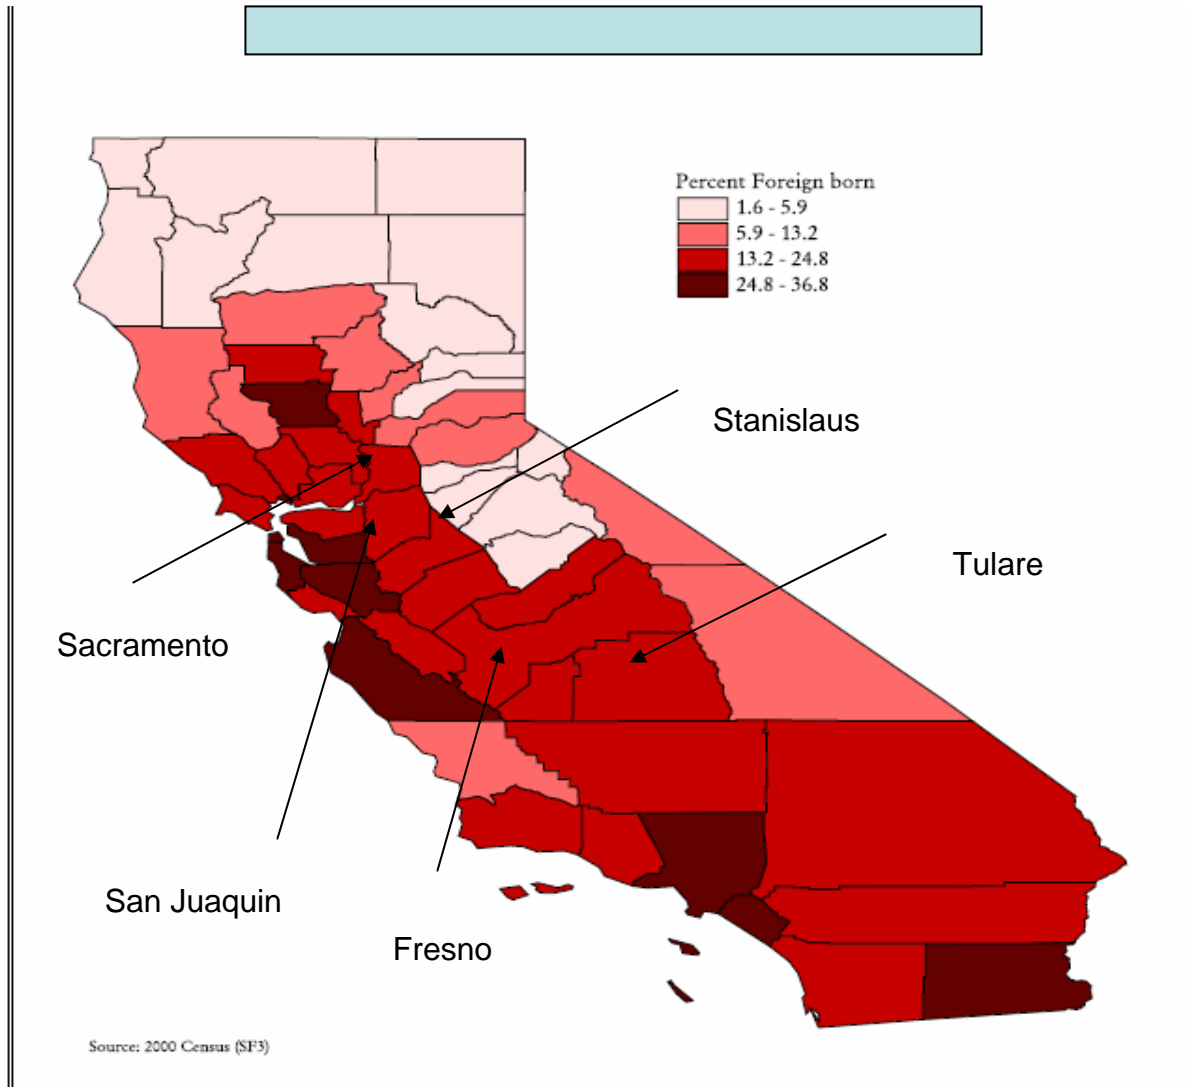 Percent Foreign born
1.6 - 5.9
5.9 - 13.2
13.2 - 24.8
24.8 - 36.8
Stanislaus
Tulare
Sacramento
San Juaquin
Fresno
Source: 2000 Census (SF3)